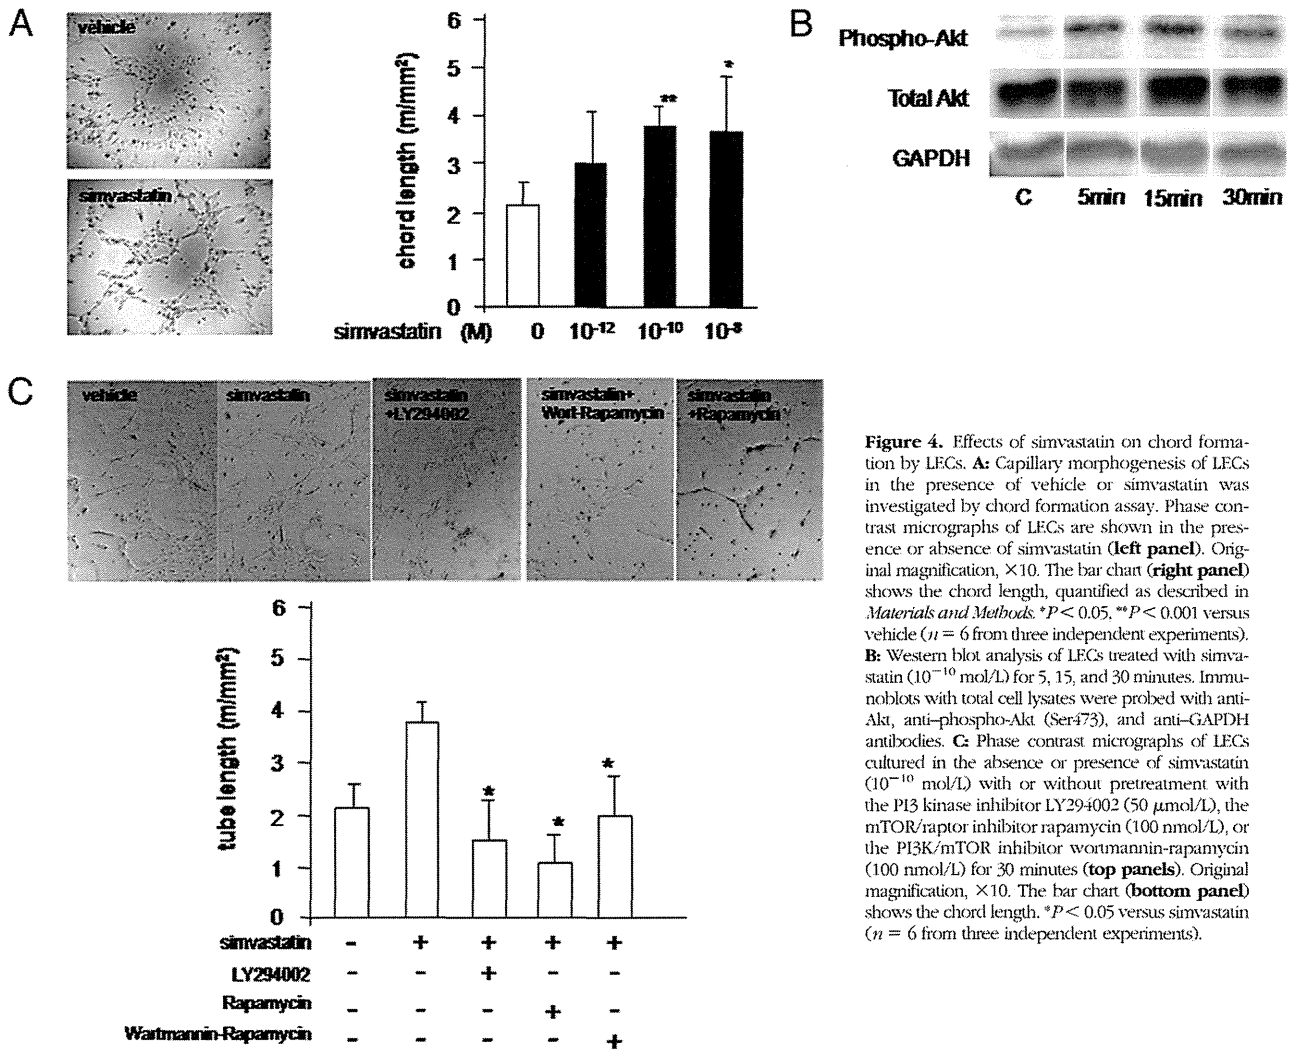 A
vehicle
simvastatin
chord length (m/mm²)
6
5
4
3
2
1
0
*
**
simvastatin (M) 0 10⁻¹² 10⁻¹⁰ 10⁻⁸
B
Phospho-Akt
Total Akt
GAPDH
C 5min 15min 30min
C
vehicle
simvastatin
simvastatin
+LY294002
simvastatin+
Wort-Rapamycin
simvastatin
+Rapamycin
tube length (m/mm²)
6
5
4
3
2
1
0
* * *
simvastatin - + + + +
LY294002 - - + - -
Rapamycin - - - + -
Wartmannin-Rapamycin - - - - +
Figure 4. Effects of simvastatin on chord forma-
tion by LECs. A: Capillary morphogenesis of LECs
in the presence of vehicle or simvastatin was
investigated by chord formation assay. Phase con-
trast micrographs of LECs are shown in the pres-
ence or absence of simvastatin (left panel). Orig-
inal magnification, ×10. The bar chart (right panel)
shows the chord length, quantified as described in
Materials and Methods. *P < 0.05, **P < 0.001 versus
vehicle (n = 6 from three independent experiments).
B: Western blot analysis of LECs treated with simva-
statin (10⁻¹⁰ mol/L) for 5, 15, and 30 minutes. Immu-
noblots with total cell lysates were probed with anti-
Akt, anti–phospho-Akt (Ser473), and anti–GAPDH
antibodies. C: Phase contrast micrographs of LECs
cultured in the absence or presence of simvastatin
(10⁻¹⁰ mol/L) with or without pretreatment with
the PI3 kinase inhibitor LY294002 (50 μmol/L), the
mTOR/raptor inhibitor rapamycin (100 nmol/L), or
the PI3K/mTOR inhibitor wortmannin-rapamycin
(100 nmol/L) for 30 minutes (top panels). Original
magnification, ×10. The bar chart (bottom panel)
shows the chord length. *P < 0.05 versus simvastatin
(n = 6 from three independent experiments).